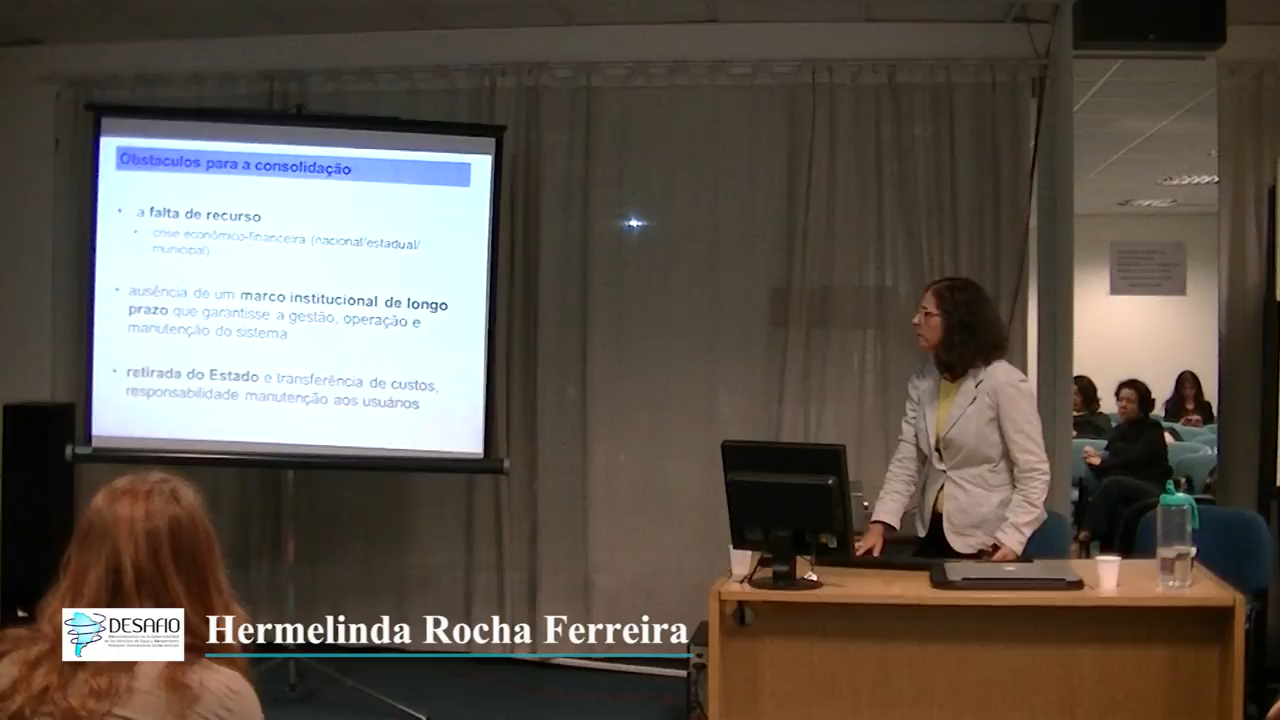 Obstaculos para a consolidação
• a falta de recurso
• crise econômico-financeira (nacional/estadual/
municipal)
• ausência de um marco institucional de longo
prazo que garantisse a gestão, operação e
manutenção do sistema
• retirada do Estado e transferência de custos,
responsabilidade manutenção aos usuários
DESAFIO
Hermelinda Rocha Ferreira